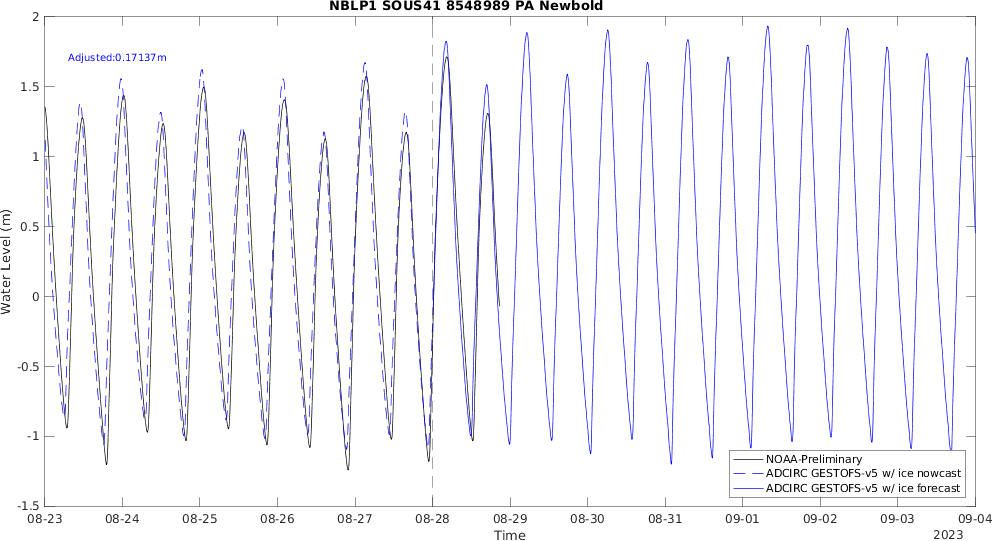 NBLP1 SOUS41 8548989 PA Newbold
Adjusted:0.17137m
Water Level (m)
2
1.5
1
0.5
0
-0.5
-1
-1.5
08-23 08-24 08-25 08-26 08-27 08-28 08-29 08-30 08-31 09-01 09-02 09-03 09-04
Time
2023
NOAA-Preliminary
ADCIRC GESTOFS-v5 w/ ice nowcast
ADCIRC GESTOFS-v5 w/ ice forecast